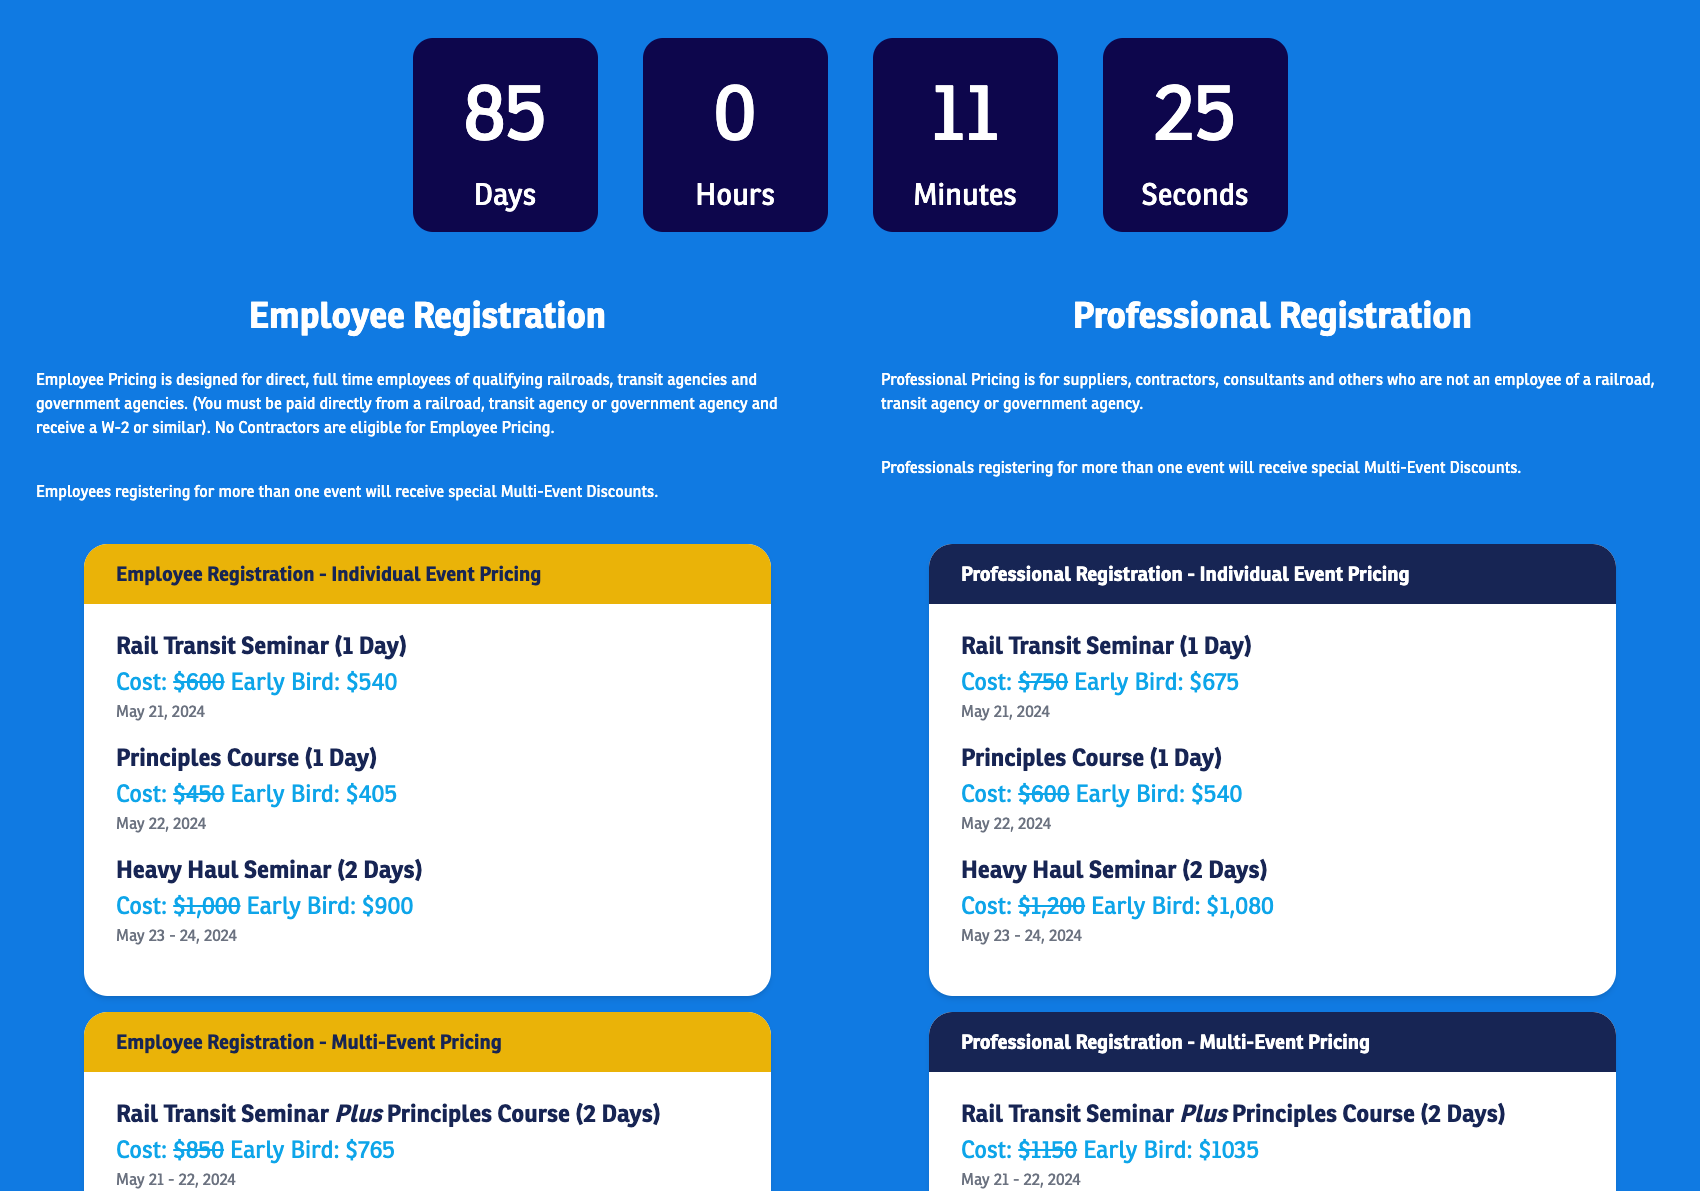 85
Days
0
Hours
11
Minutes
25
Seconds
Employee Registration
Employee Pricing is designed for direct, full time employees of qualifying railroads, transit agencies and
government agencies. (You must be paid directly from a railroad, transit agency or government agency and
receive a W-2 or similar). No Contractors are eligible for Employee Pricing.
Employees registering for more than one event will receive special Multi-Event Discounts.
Employee Registration - Individual Event Pricing
Rail Transit Seminar (1 Day)
Cost: $600 Early Bird: $540
May 21, 2024
Principles Course (1 Day)
Cost: $450 Early Bird: $405
May 22, 2024
Heavy Haul Seminar (2 Days)
Cost: $1,000 Early Bird: $900
May 23 - 24, 2024
Employee Registration - Multi-Event Pricing
Rail Transit Seminar Plus Principles Course (2 Days)
Cost: $850 Early Bird: $765
May 21 - 22, 2024
Professional Registration
Professional Pricing is for suppliers, contractors, consultants and others who are not an employee of a railroad,
transit agency or government agency.
Professionals registering for more than one event will receive special Multi-Event Discounts.
Professional Registration - Individual Event Pricing
Rail Transit Seminar (1 Day)
Cost: $750 Early Bird: $675
May 21, 2024
Principles Course (1 Day)
Cost: $600 Early Bird: $540
May 22, 2024
Heavy Haul Seminar (2 Days)
Cost: $1,200 Early Bird: $1,080
May 23 - 24, 2024
Professional Registration - Multi-Event Pricing
Rail Transit Seminar Plus Principles Course (2 Days)
Cost: $1150 Early Bird: $1035
May 21 - 22, 2024